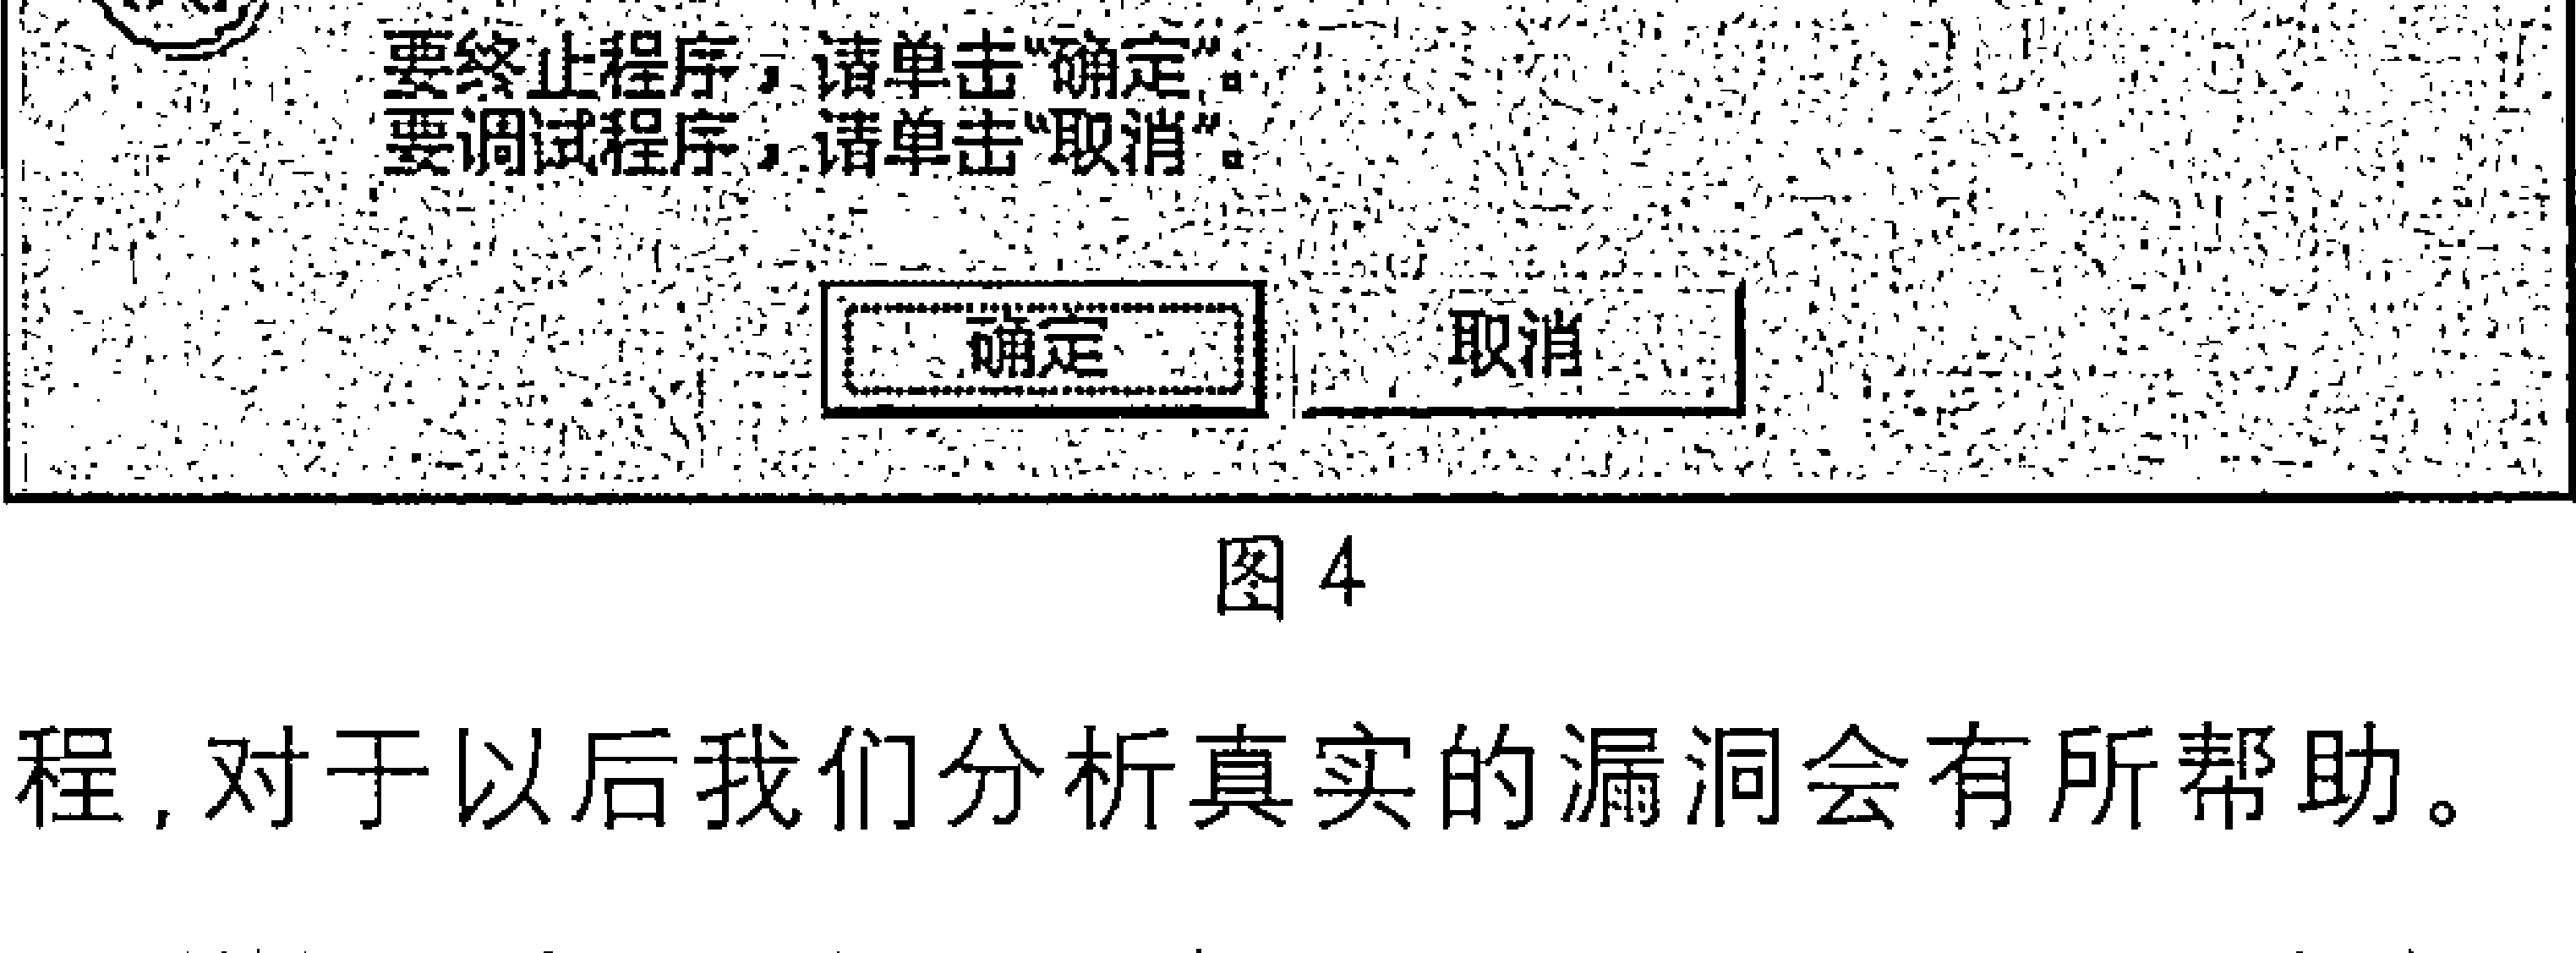 要终止程序，请单击“确定”。
要调试程序，请单击“取消”。
确定 取消
图 4
程,对于以后我们分析真实的漏洞会有所帮助。